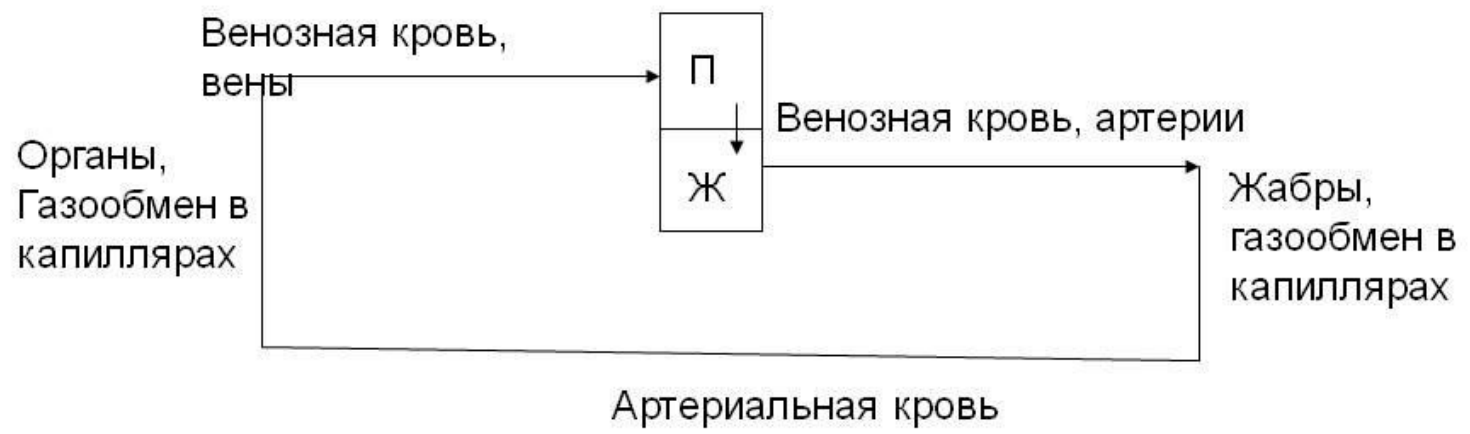 Венозная кровь,
вены
П
Венозная кровь, артерии
Органы,
Газообмен в
капиллярах
Ж
Жабры,
газообмен в
капиллярах
Артериальная кровь